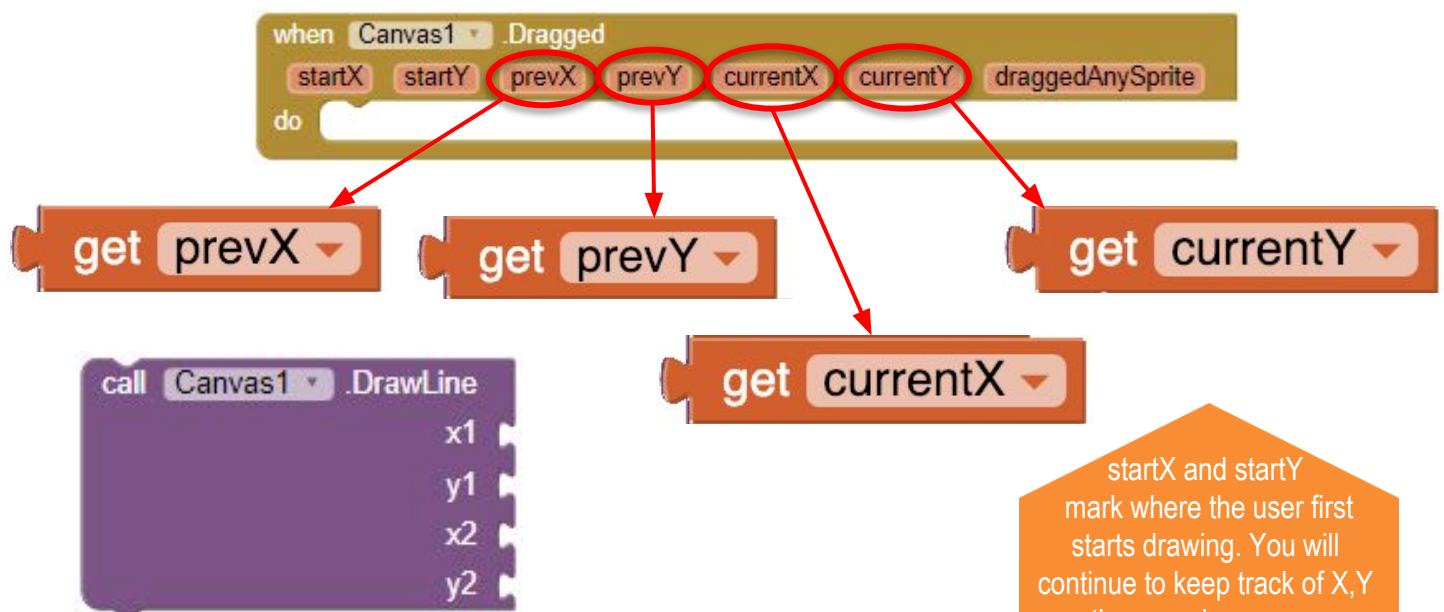 when Canvas1 .Dragged
startX startY prevX prevY currentX currentY draggedAnySprite
do
get prevX
get prevY
get currentY
get currentX
call Canvas1 .DrawLine
x1
y1
x2
y2
startX and startY
mark where the user first
starts drawing. You will
continue to keep track of X,Y